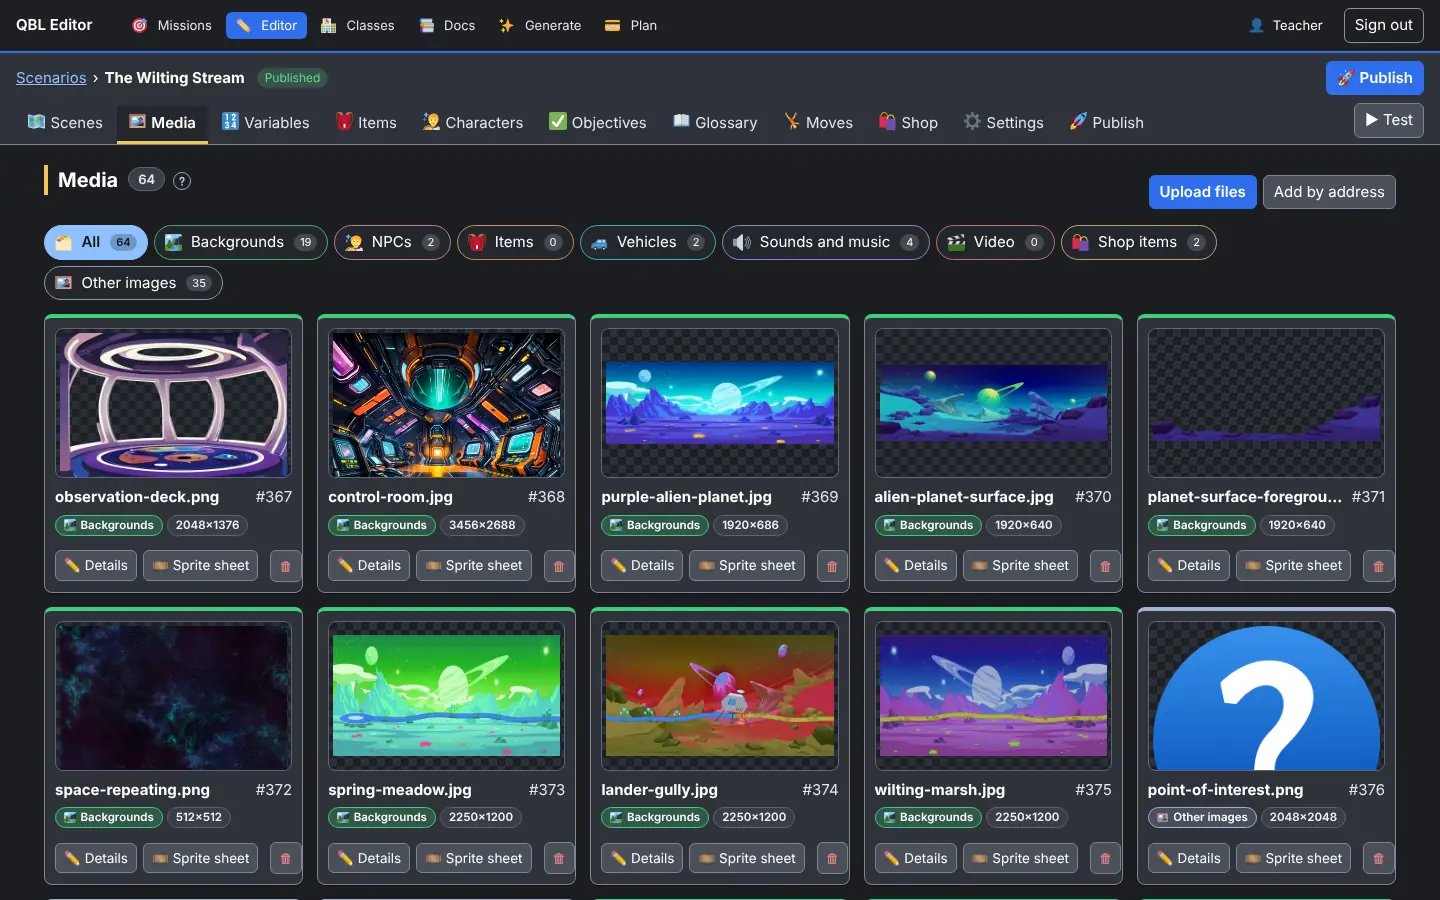 QBL Editor
Missions
Editor
Classes
Docs
Generate
Plan
Teacher
Sign out
Scenarios › The Wilting Stream
Published
Publish
Scenes
Media
Variables
Items
Characters
Objectives
Glossary
Moves
Shop
Settings
Publish
Test
Media 64 ?
Upload files
Add by address
All 64
Backgrounds 19
NPCs 2
Items 0
Vehicles 2
Sounds and music 4
Video 0
Shop items 2
Other images 35
observation-deck.png #367
Backgrounds 2048×1376
Details Sprite sheet
control-room.jpg #368
Backgrounds 3456×2688
Details Sprite sheet
purple-alien-planet.jpg #369
Backgrounds 1920×686
Details Sprite sheet
alien-planet-surface.jpg #370
Backgrounds 1920×640
Details Sprite sheet
planet-surface-foregrou... #371
Backgrounds 1920×640
Details Sprite sheet
space-repeating.png #372
Backgrounds 512×512
Details Sprite sheet
spring-meadow.jpg #373
Backgrounds 2250×1200
Details Sprite sheet
lander-gully.jpg #374
Backgrounds 2250×1200
Details Sprite sheet
wilting-marsh.jpg #375
Backgrounds 2250×1200
Details Sprite sheet
?
point-of-interest.png #376
Other images 2048×2048
Details Sprite sheet